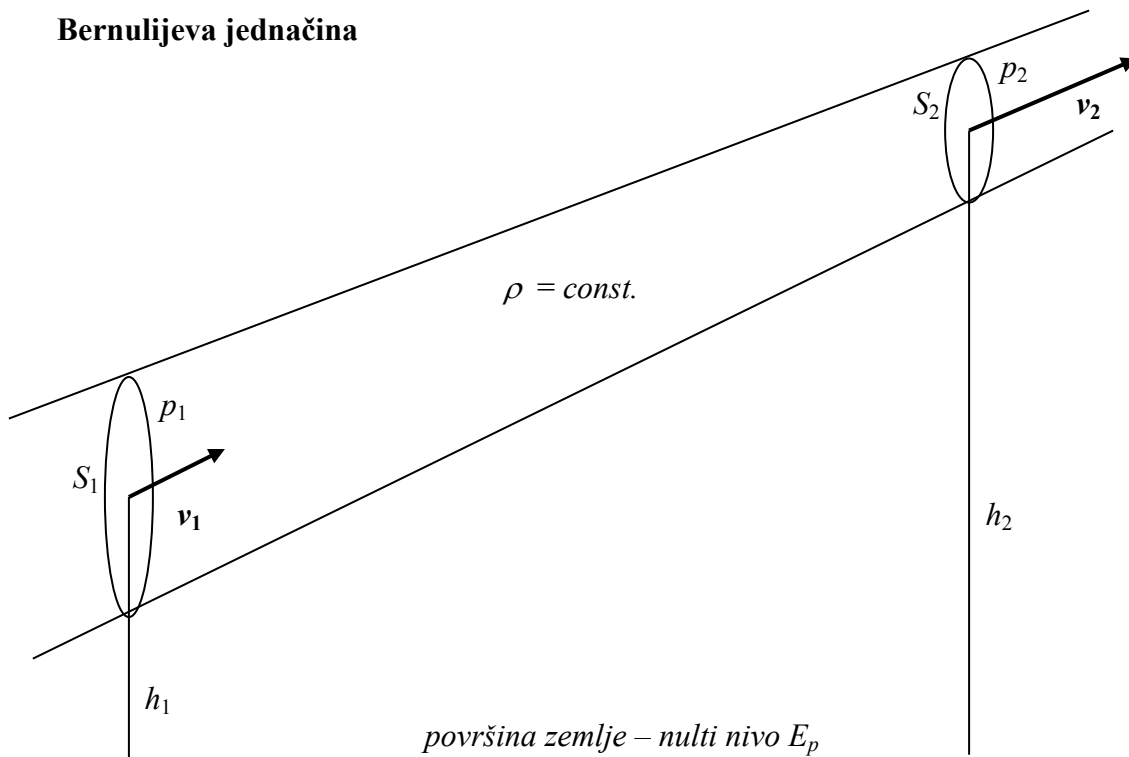 Bernulijeva jednačina
p₂
S₂
v₂
ρ = const.
p₁
S₁
v₁
h₂
h₁
površina zemlje – nulti nivo Eₚ